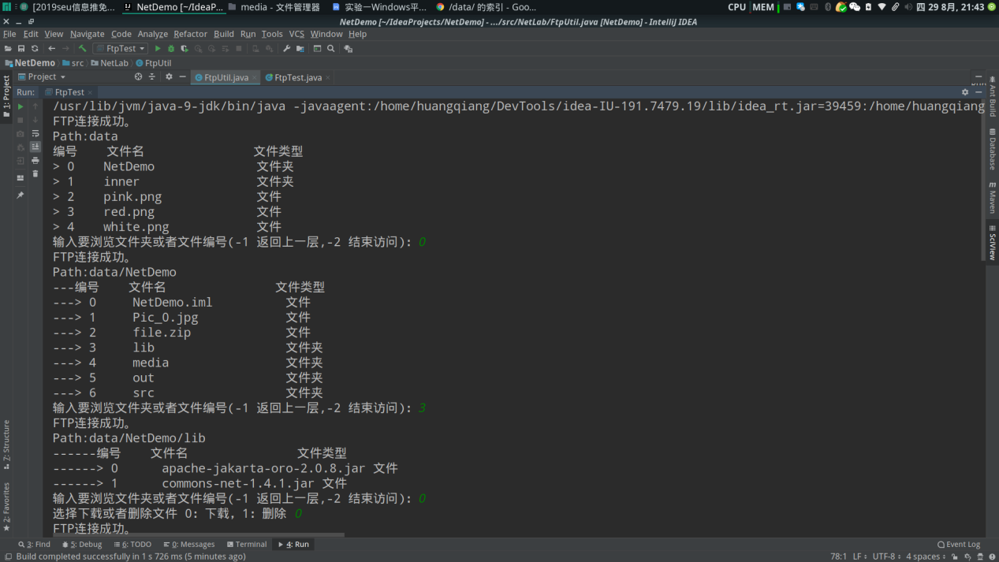 [2019seu信息推免...
NetDemo [~/IdeaP...
media - 文件管理器
实验一Windows平...
/data/ 的索引 - Goo...
CPU MEM 四 29 8月, 21:43
NetDemo [~/IdeaProjects/NetDemo] - .../src/NetLab/FtpUtil.java [NetDemo] - IntelliJ IDEA
File Edit View Navigate Code Analyze Refactor Build Run Tools VCS Window Help
FtpTest
NetDemo src NetLab FtpUtil
Project FtpUtil.java FtpTest.java
Run: FtpTest
/usr/lib/jvm/java-9-jdk/bin/java -javaagent:/home/huangqiang/DevTools/idea-IU-191.7479.19/lib/idea_rt.jar=39459:/home/huangqiang
FTP连接成功。
Path:data
编号 文件名 文件类型
> 0 NetDemo 文件夹
> 1 inner 文件夹
> 2 pink.png 文件
> 3 red.png 文件
> 4 white.png 文件
输入要浏览文件夹或者文件编号(-1 返回上一层,-2 结束访问): 0
FTP连接成功。
Path:data/NetDemo
---编号 文件名 文件类型
---> 0 NetDemo.iml 文件
---> 1 Pic_0.jpg 文件
---> 2 file.zip 文件
---> 3 lib 文件夹
---> 4 media 文件夹
---> 5 out 文件夹
---> 6 src 文件夹
输入要浏览文件夹或者文件编号(-1 返回上一层,-2 结束访问): 3
FTP连接成功。
Path:data/NetDemo/lib
------编号 文件名 文件类型
------> 0 apache-jakarta-oro-2.0.8.jar 文件
------> 1 commons-net-1.4.1.jar 文件
输入要浏览文件夹或者文件编号(-1 返回上一层,-2 结束访问): 0
选择下载或者删除文件 0: 下载, 1: 删除 0
FTP连接成功。
1: Project
7: Structure
2: Favorites
Ant Build
Database
Maven
SciView
3: Find 5: Debug 6: TODO 0: Messages Terminal 4: Run Event Log
Build completed successfully in 1 s 726 ms (5 minutes ago) 78:1 LF UTF-8 4 spaces